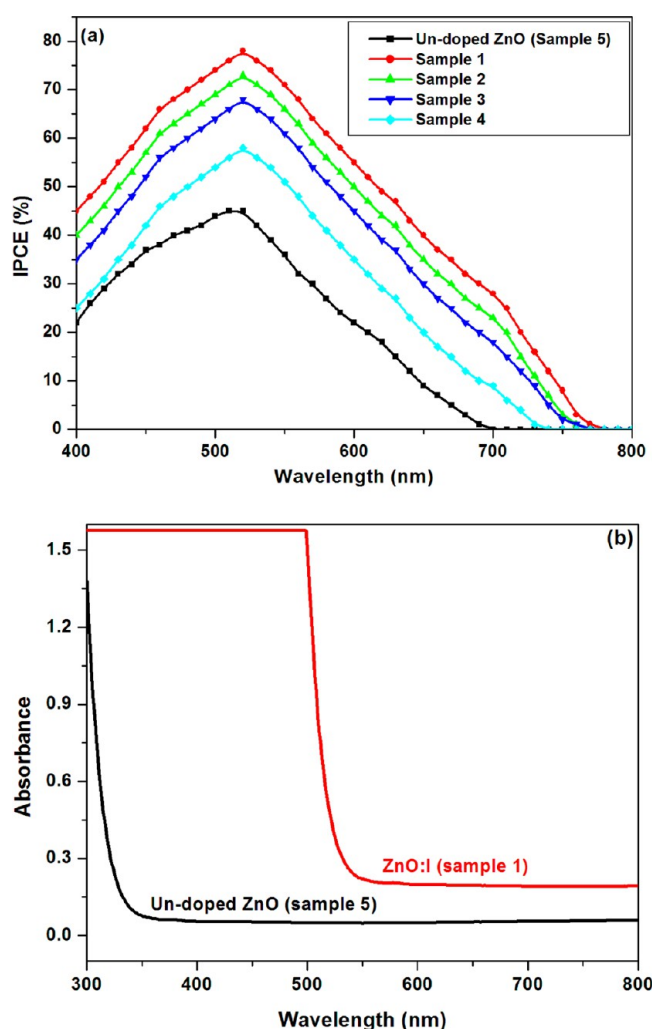 (a)
Un-doped ZnO (Sample 5)
Sample 1
Sample 2
Sample 3
Sample 4
80
70
60
50
40
30
20
10
0
IPCE (%)
400 500 600 700 800
Wavelength (nm)
(b)
1.5
1.2
0.9
0.6
0.3
0.0
Absorbance
ZnO:I (sample 1)
Un-doped ZnO (sample 5)
300 400 500 600 700 800
Wavelength (nm)